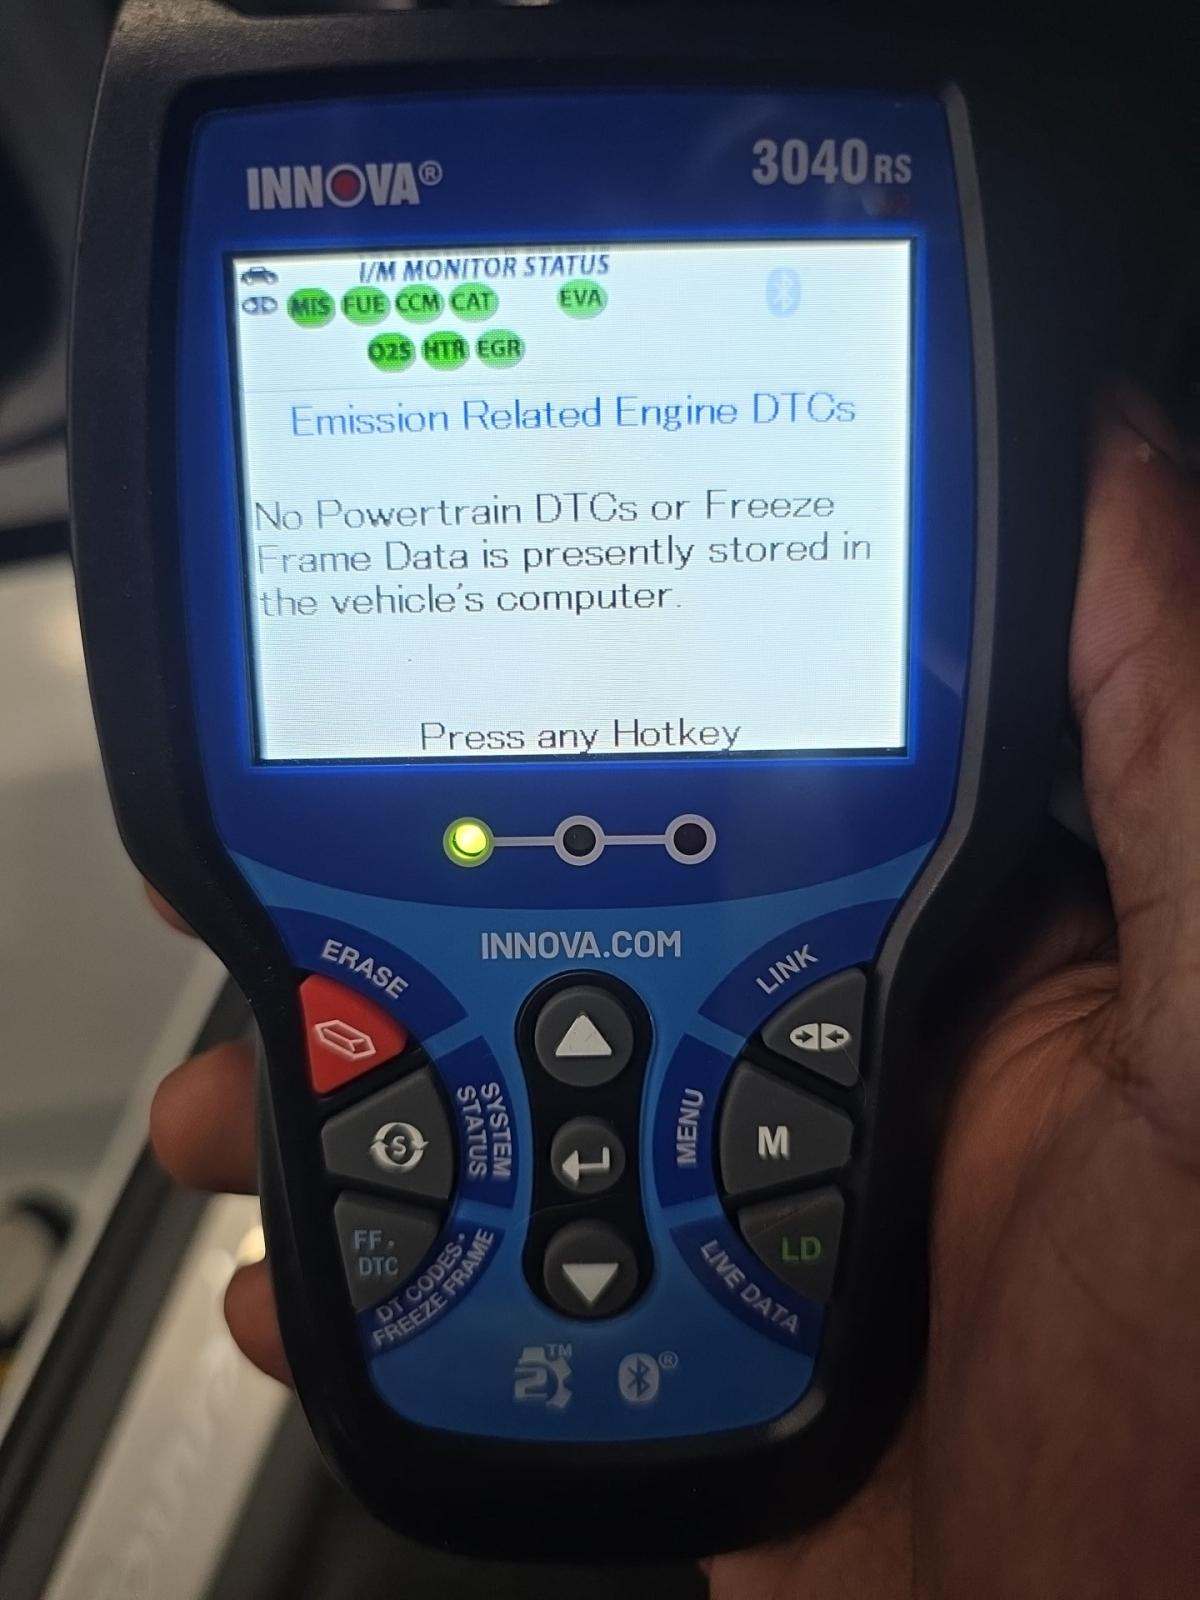 INNOVA®
3040RS
I/M MONITOR STATUS
MIS FUE CCM CAT EVA
O2S HTR EGR
Emission Related Engine DTCs
No Powertrain DTCs or Freeze
Frame Data is presently stored in
the vehicle's computer.
Press any Hotkey
INNOVA.COM
ERASE
LINK
SYSTEM
STATUS
S
MENU
M
FF.
DTC
DT CODES•
FREEZE FRAME
LIVE DATA
LD
2 TM
®